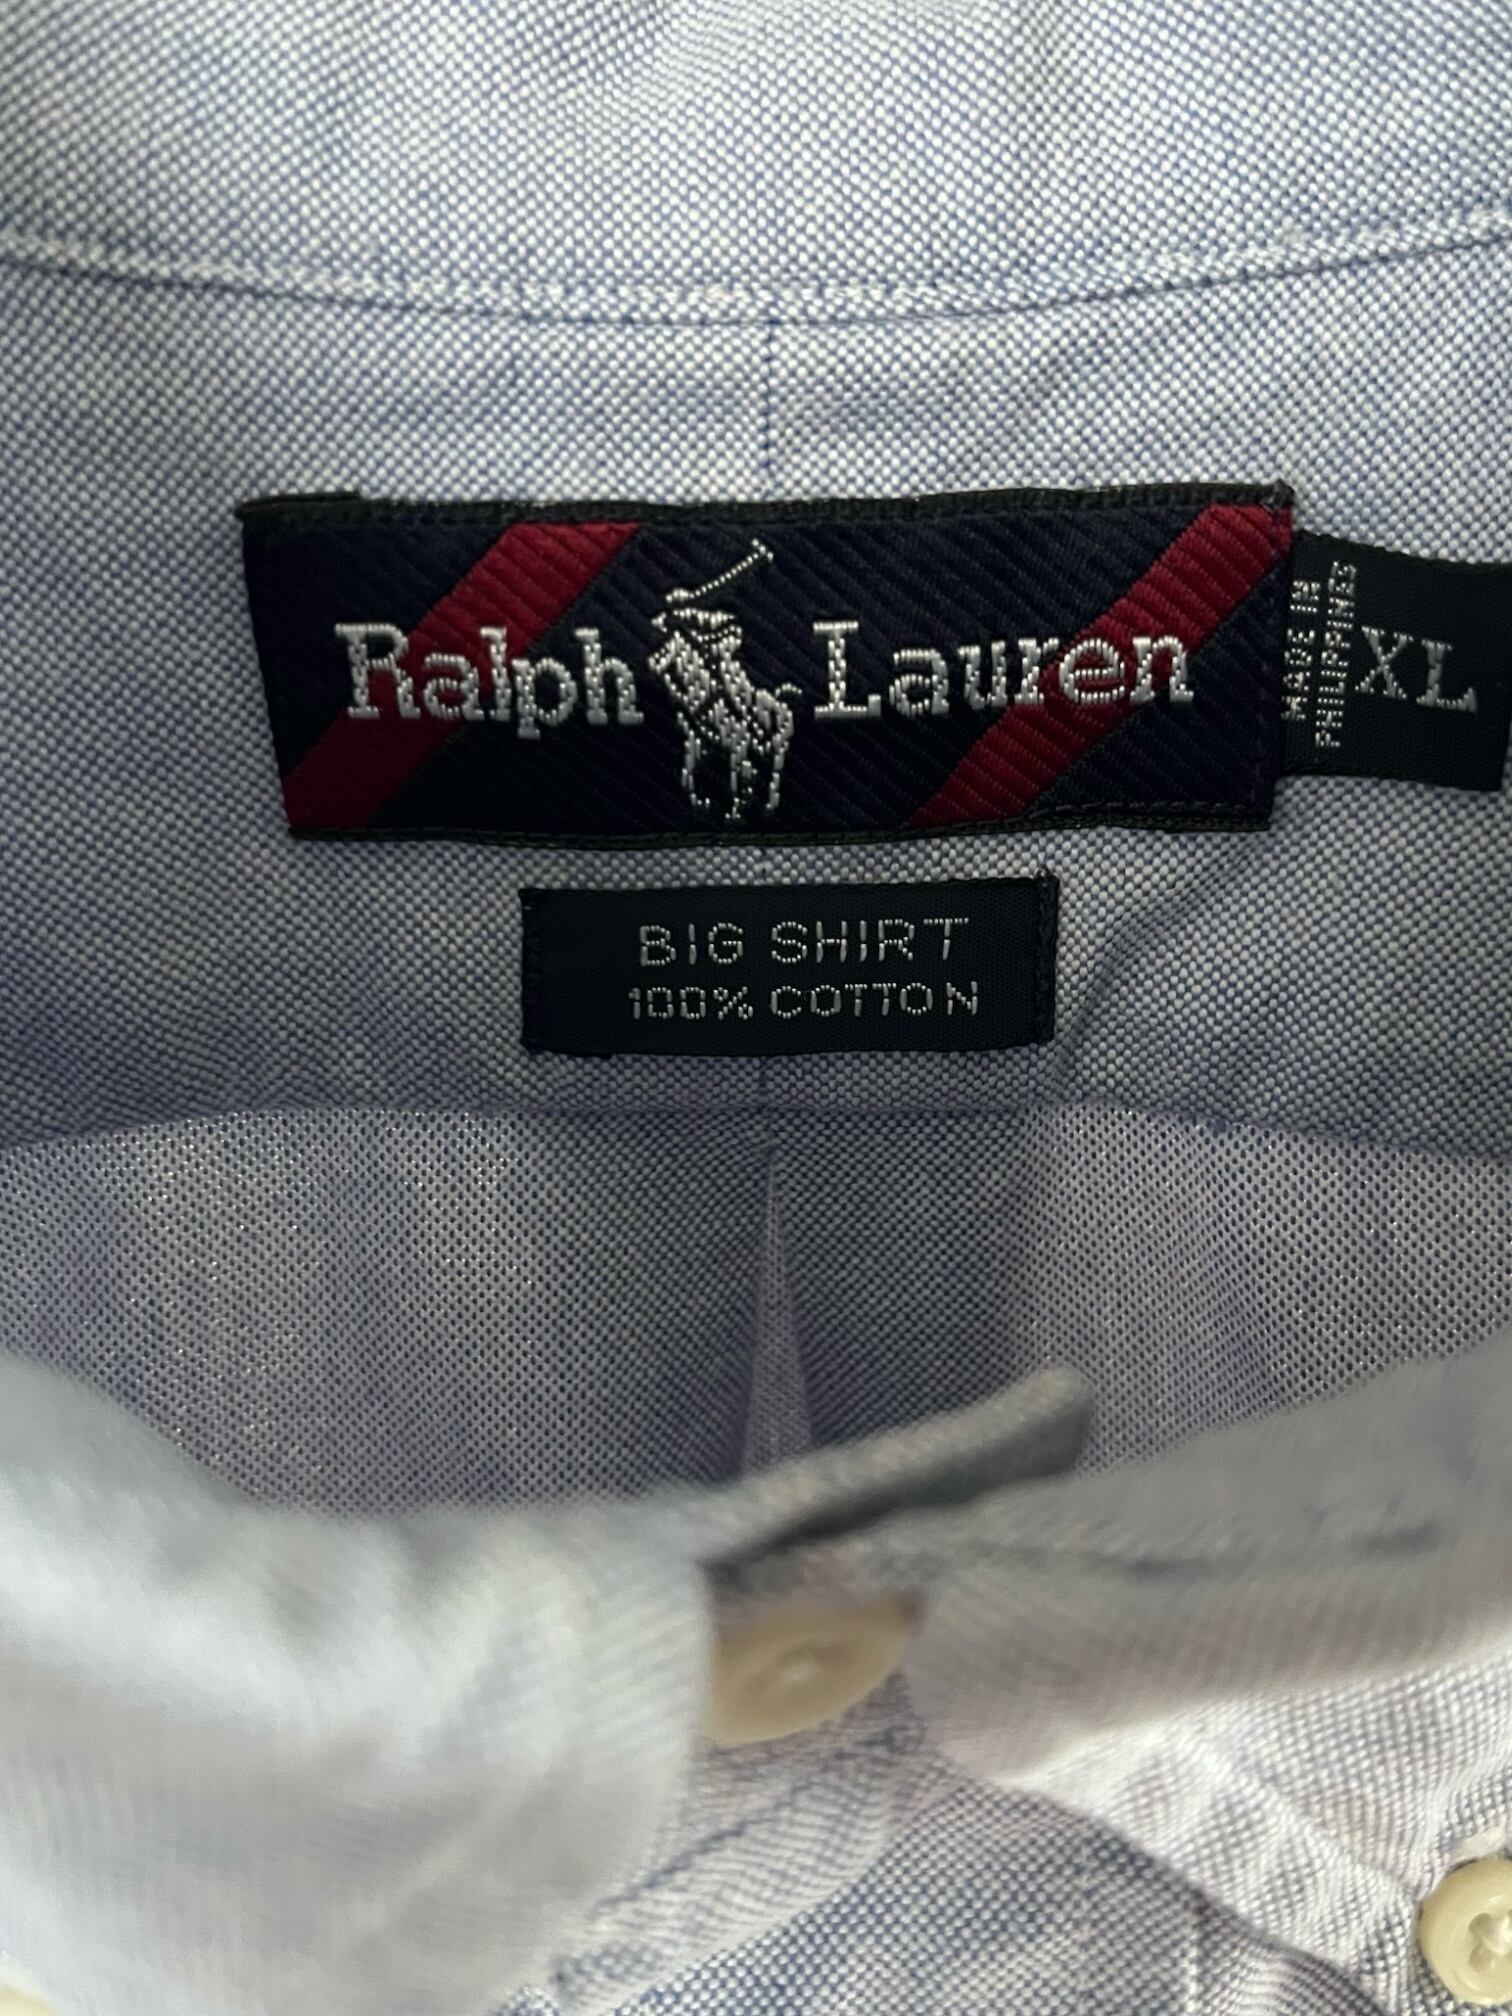 Ralph Lauren
MADE IN
PHILIPPINES
XL
BIG SHIRT
100% COTTON